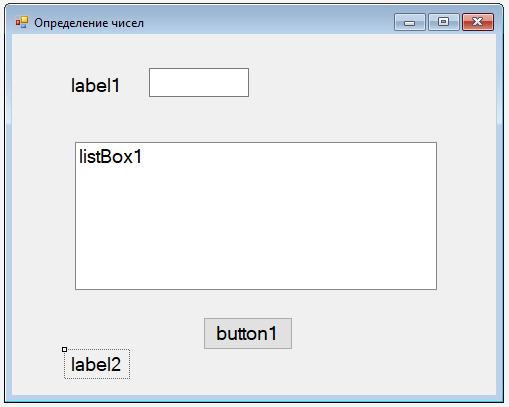 Определение чисел
label1
listBox1
button1
label2